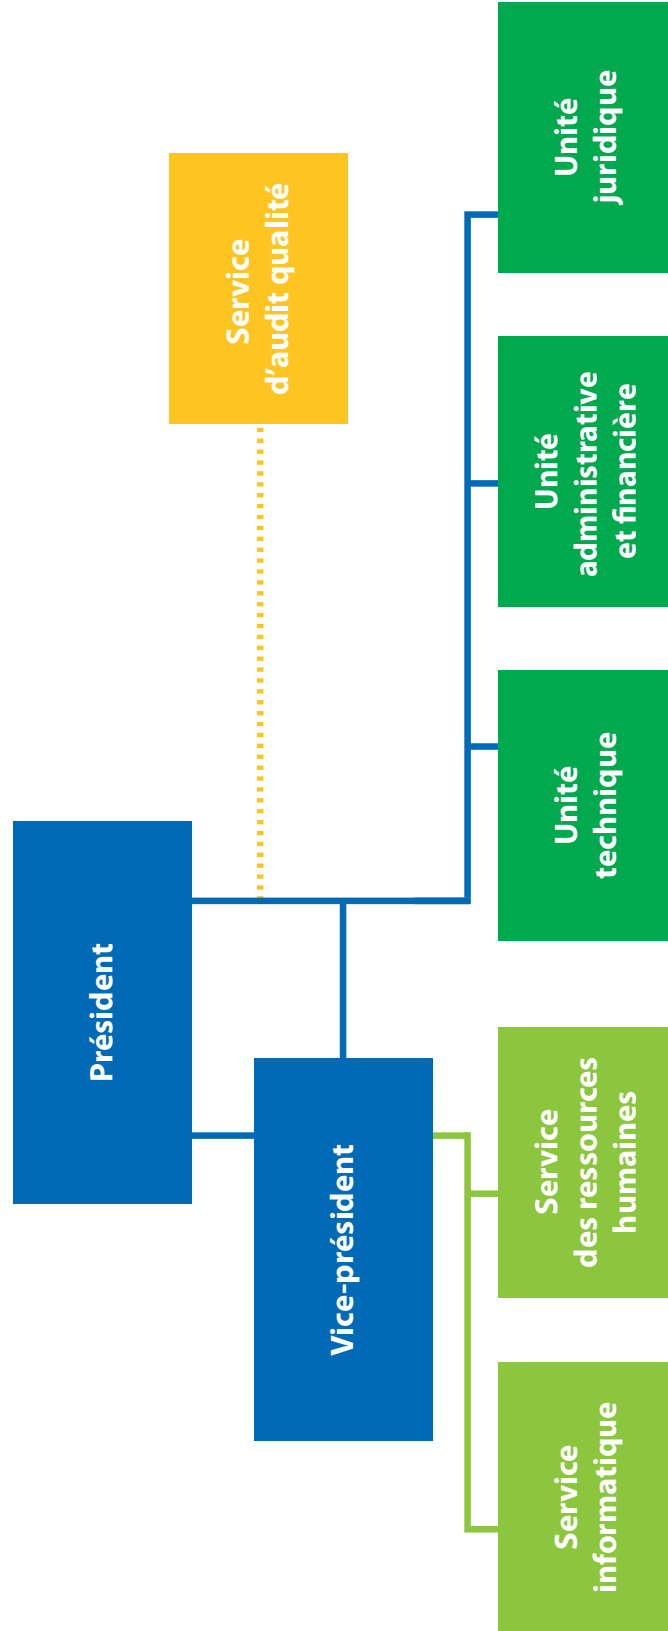 Président
Vice-président
Service
d’audit qualité
Service
informatique
Service
des ressources
humaines
Unité
technique
Unité
administrative
et financière
Unité
juridique